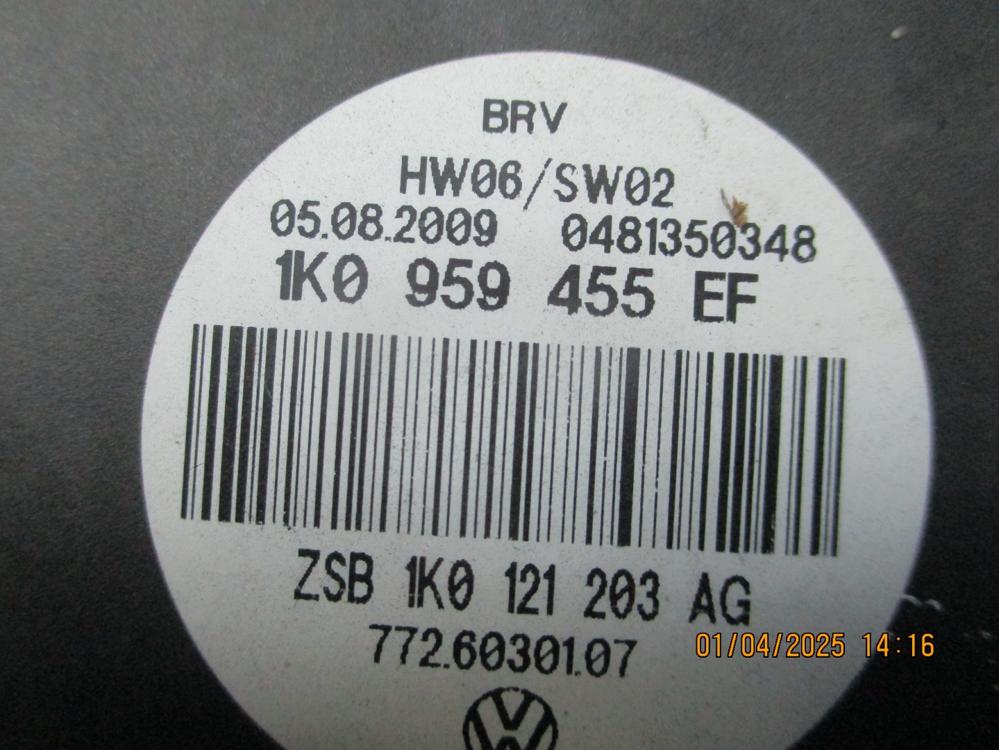 BRV
HW06/SW02
05.08.2009 0481350348
1K0 959 455 EF
ZSB 1K0 121 203 AG
772.60301.07
01/04/2025 14:16